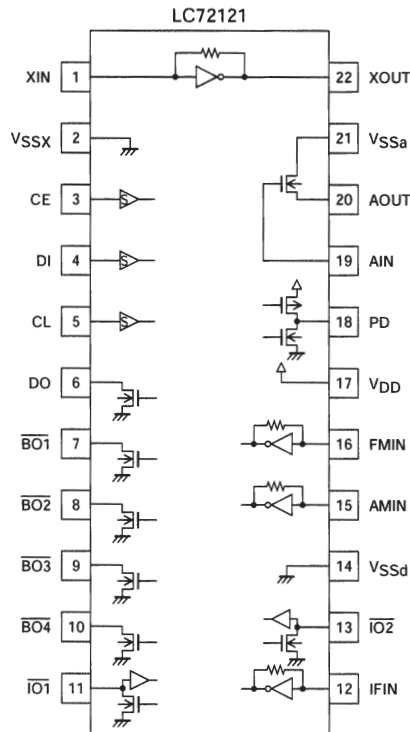 LC72121
XIN 1 22 XOUT
VSSX 2 21 VSSa
CE 3 S 20 AOUT
DI 4 S 19 AIN
CL 5 S 18 PD
DO 6 17 VDD
BO1 7 16 FMIN
BO2 8 15 AMIN
BO3 9 14 VSSd
BO4 10 13 IO2
IO1 11 12 IFIN